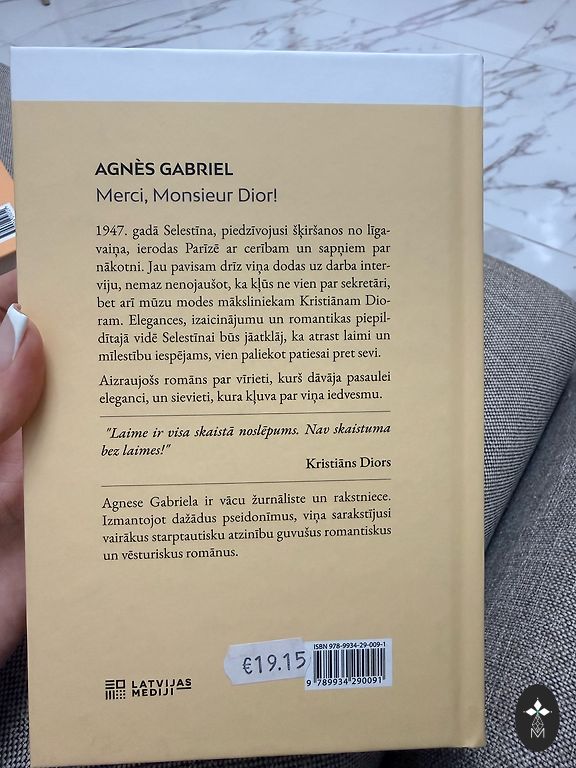 AGNÈS GABRIEL
Merci, Monsieur Dior!
1947. gadā Selestīna, piedzīvojusi šķiršanos no līga-
vaiņa, ierodas Parīzē ar cerībam un sapņiem par
nākotni. Jau pavisam drīz viņa dodas uz darba inter-
viju, nemaz nenojaušot, ka kļūs ne vien par sekretāri,
bet arī mūzu modes māksliniekam Kristiānam Dio-
ram. Elegances, izaicinājumu un romantikas piepil-
dītajā vidē Selestīnai būs jāatklāj, ka atrast laimi un
mīlestību iespējams, vien paliekot patiesai pret sevi.
Aizraujošs romāns par vīrieti, kurš dāvāja pasaulei
eleganci, un sievieti, kura kļuva par viņa iedvesmu.
"Laime ir visa skaistā noslēpums. Nav skaistuma
bez laimes!"
Kristiāns Diors
Agnese Gabriela ir vācu žurnāliste un rakstniece.
Izmantojot dažādus pseidonīmus, viņa sarakstījusi
vairākus starptautisku atzinību guvušus romantiskus
un vēsturiskus romānus.
ISBN 978-9934-29-009-1
€19.15
9 789934 290091
LATVIJAS
MEDIJI
M